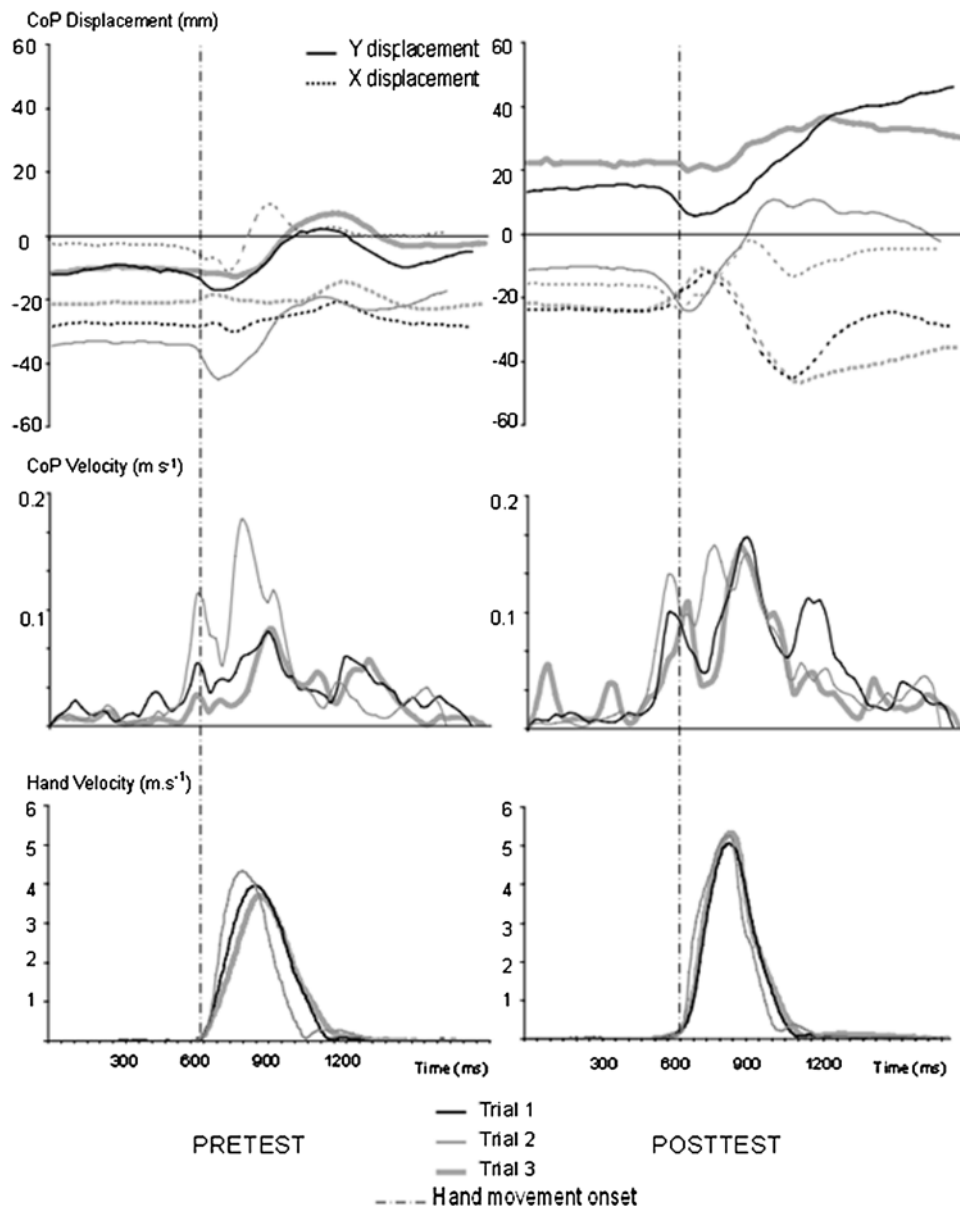 CoP Displacement (mm)
60
40
20
0
-20
-40
-60
Y displacement
X displacement
60
40
20
0
-20
-40
-60
CoP Velocity (m s-1)
0.2
0.1
0.2
0.1
Hand Velocity (m.s-1)
6
5
4
3
2
1
300 600 900 1200 Time (ms)
6
5
4
3
2
1
300 600 900 1200 Time (ms)
PRETEST
Trial 1
Trial 2
Trial 3
Hand movement onset
POSTTEST